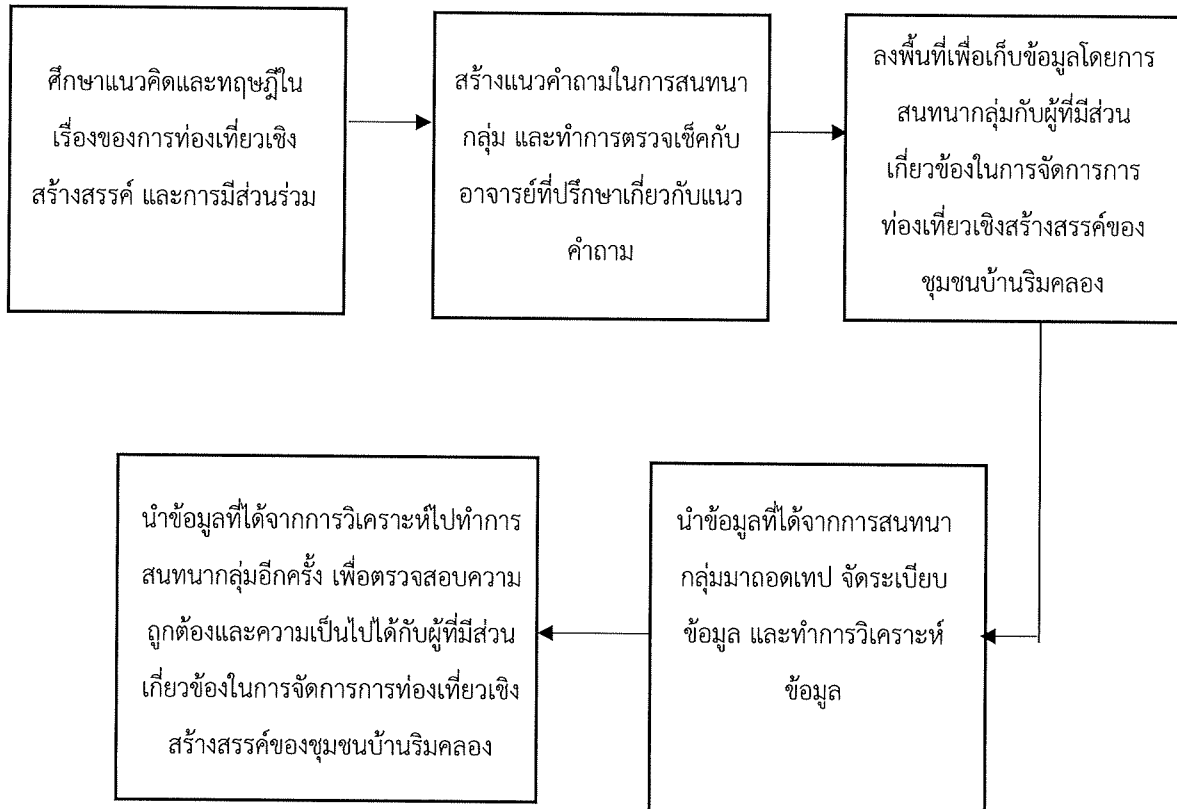 ศึกษาแนวคิดและทฤษฎีใน
เรื่องของการท่องเที่ยวเชิง
สร้างสรรค์ และการมีส่วนร่วม
สร้างแนวคำถามในการสนทนา
กลุ่ม และทำการตรวจเช็คกับ
อาจารย์ที่ปรึกษาเกี่ยวกับแนว
คำถาม
ลงพื้นที่เพื่อเก็บข้อมูลโดยการ
สนทนากลุ่มกับผู้ที่มีส่วน
เกี่ยวข้องในการจัดการการ
ท่องเที่ยวเชิงสร้างสรรค์ของ
ชุมชนบ้านริมคลอง
นำข้อมูลที่ได้จากการสนทนา
กลุ่มมาถอดเทป จัดระเบียบ
ข้อมูล และทำการวิเคราะห์
ข้อมูล
นำข้อมูลที่ได้จากการวิเคราะห์ไปทำการ
สนทนากลุ่มอีกครั้ง เพื่อตรวจสอบความ
ถูกต้องและความเป็นไปได้กับผู้ที่มีส่วน
เกี่ยวข้องในการจัดการการท่องเที่ยวเชิง
สร้างสรรค์ของชุมชนบ้านริมคลอง